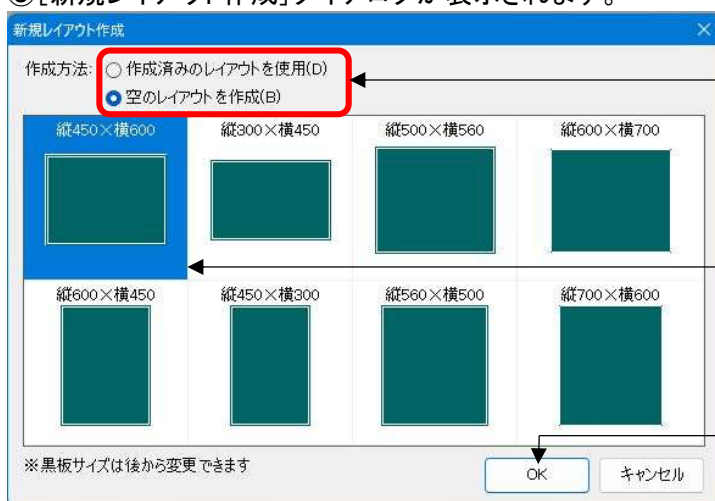 ②[新規レイアウト作成]ダイアログが表示されます。
新規レイアウト作成
作成方法: 作成済みのレイアウトを使用(D)
空のレイアウトを作成(B)
縦450×横600 縦300×横450 縦500×横560 縦600×横700
縦600×横450 縦450×横300 縦560×横500 縦700×横600
※黒板サイズは後から変更できます
OK キャンセル